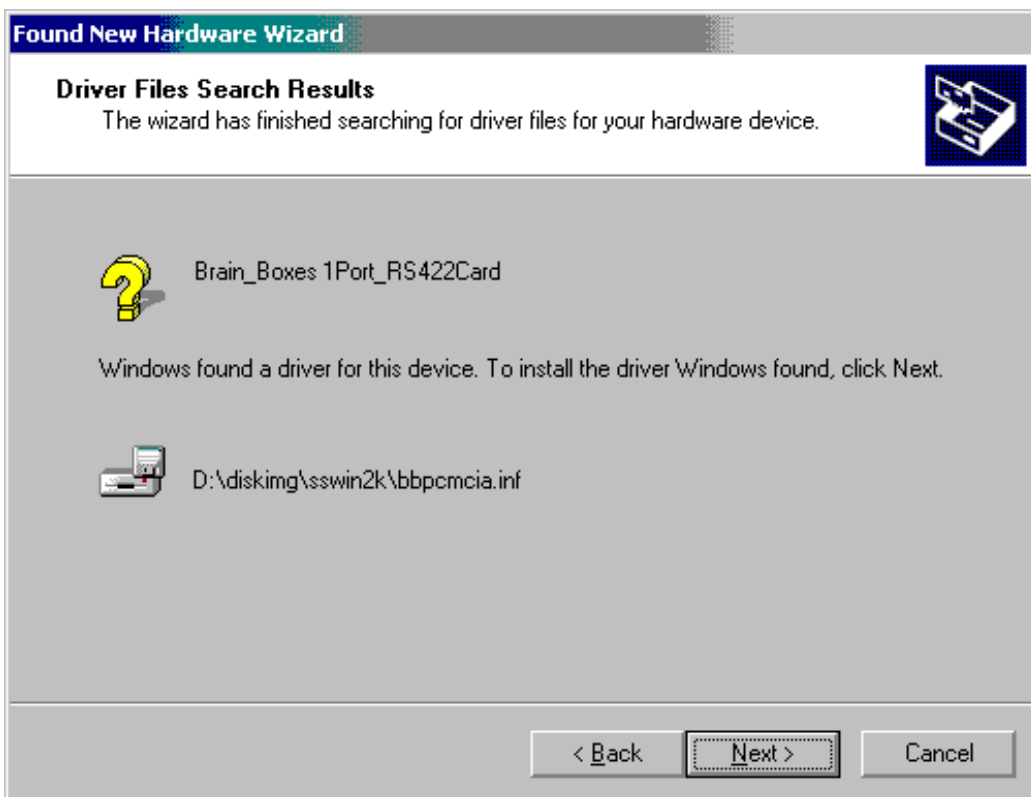 Found New Hardware Wizard
Driver Files Search Results
The wizard has finished searching for driver files for your hardware device.
Brain_Boxes 1Port_RS422Card
Windows found a driver for this device. To install the driver Windows found, click Next.
D:\diskimg\sswin2k\bbpcmcia.inf
< Back
Next >
Cancel